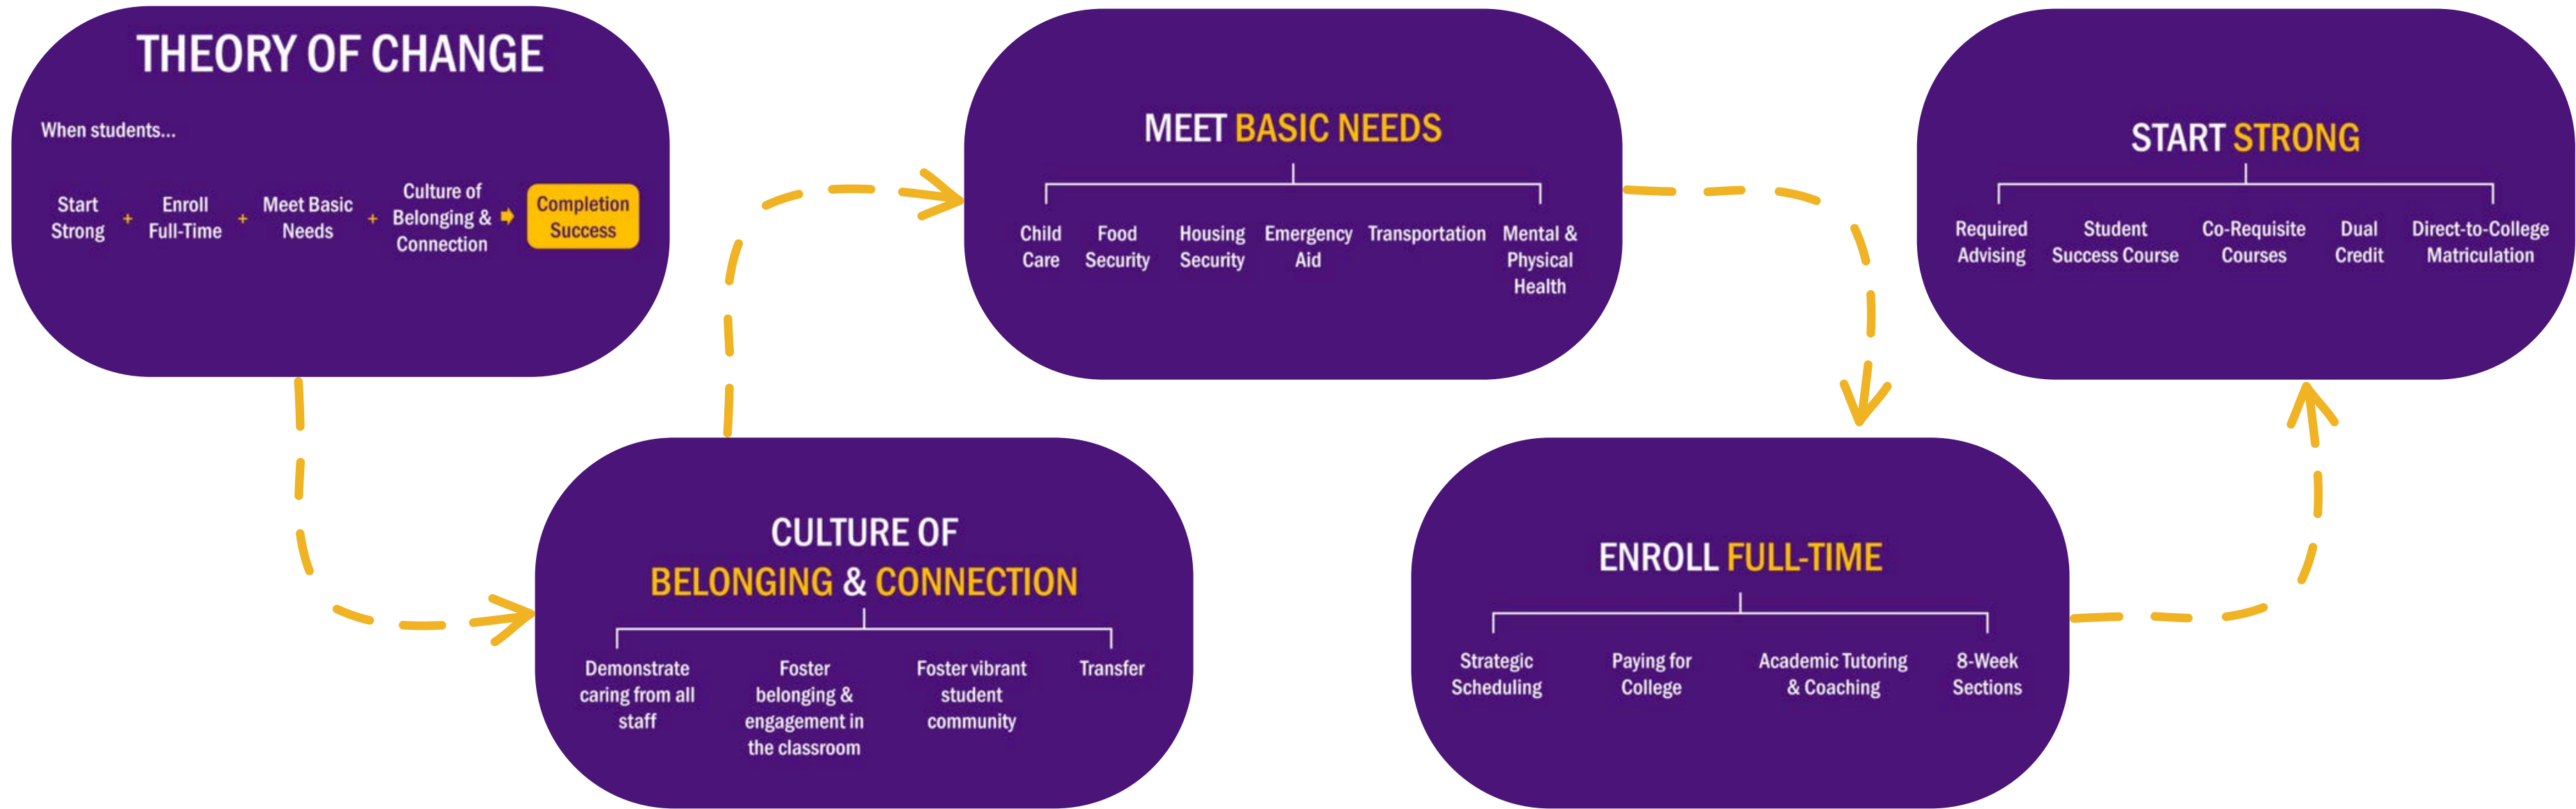 THEORY OF CHANGE
When students...
Start
Strong
+
Enroll
Full-Time
+
Meet Basic
Needs
+
Culture of
Belonging &
Connection
Completion
Success
CULTURE OF
BELONGING & CONNECTION
Demonstrate
caring from all
staff
Foster
belonging &
engagement in
the classroom
Foster vibrant
student
community
Transfer
MEET BASIC NEEDS
Child
Care
Food
Security
Housing
Security
Emergency
Aid
Transportation
Mental &
Physical
Health
ENROLL FULL-TIME
Strategic
Scheduling
Paying for
College
Academic Tutoring
& Coaching
8-Week
Sections
START STRONG
Required
Advising
Student
Success Course
Co-Requisite
Courses
Dual
Credit
Direct-to-College
Matriculation